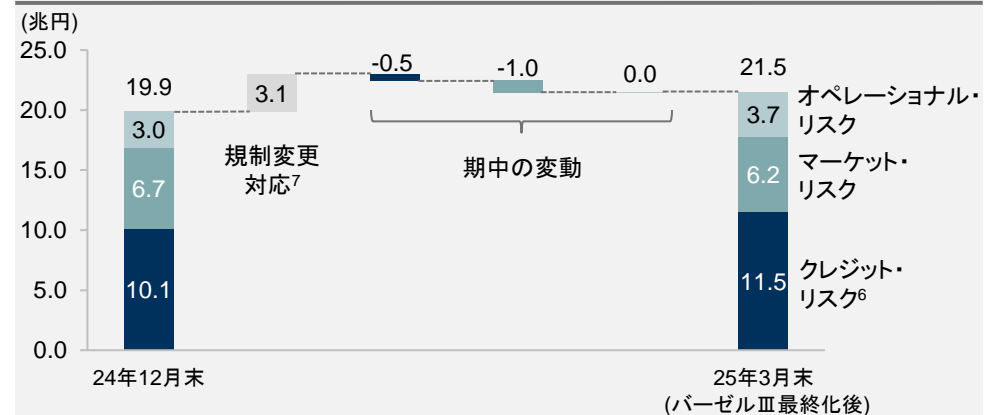 (兆円)
25.0
20.0
15.0
10.0
5.0
0.0
19.9
3.0
6.7
10.1
3.1
規制変更
対応7
-0.5
-1.0
0.0
期中の変動
21.5
3.7
6.2
11.5
オペレーショナル・
リスク
マーケット・
リスク
クレジット・
リスク6
24年12月末
25年3月末
(バーゼルⅢ最終化後)